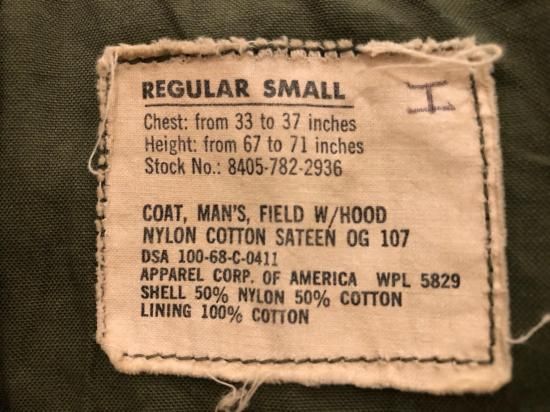 REGULAR SMALL
Chest: from 33 to 37 inches
Height: from 67 to 71 inches
Stock No.: 8405-782-2936
COAT, MAN'S, FIELD W/HOOD
NYLON COTTON SATEEN OG 107
DSA 100-68-C-0411
APPAREL CORP. OF AMERICA WPL 5829
SHELL 50% NYLON 50% COTTON
LINING 100% COTTON